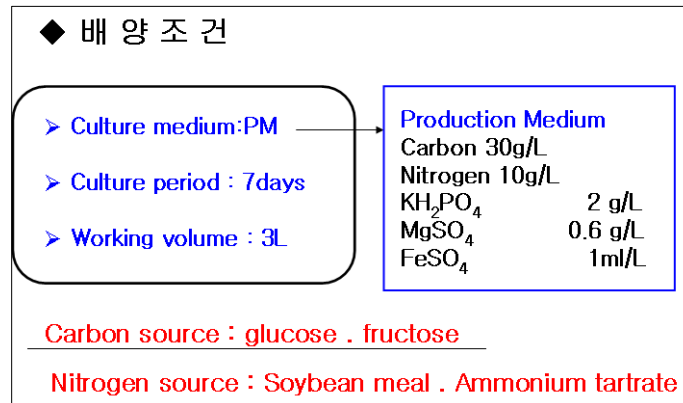 ◆ 배 양 조 건
➢ Culture medium:PM
➢ Culture period : 7days
➢ Working volume : 3L
Production Medium
Carbon 30g/L
Nitrogen 10g/L
KH₂PO₄ 2 g/L
MgSO₄ 0.6 g/L
FeSO₄ 1ml/L
Carbon source : glucose . fructose
Nitrogen source : Soybean meal . Ammonium tartrate